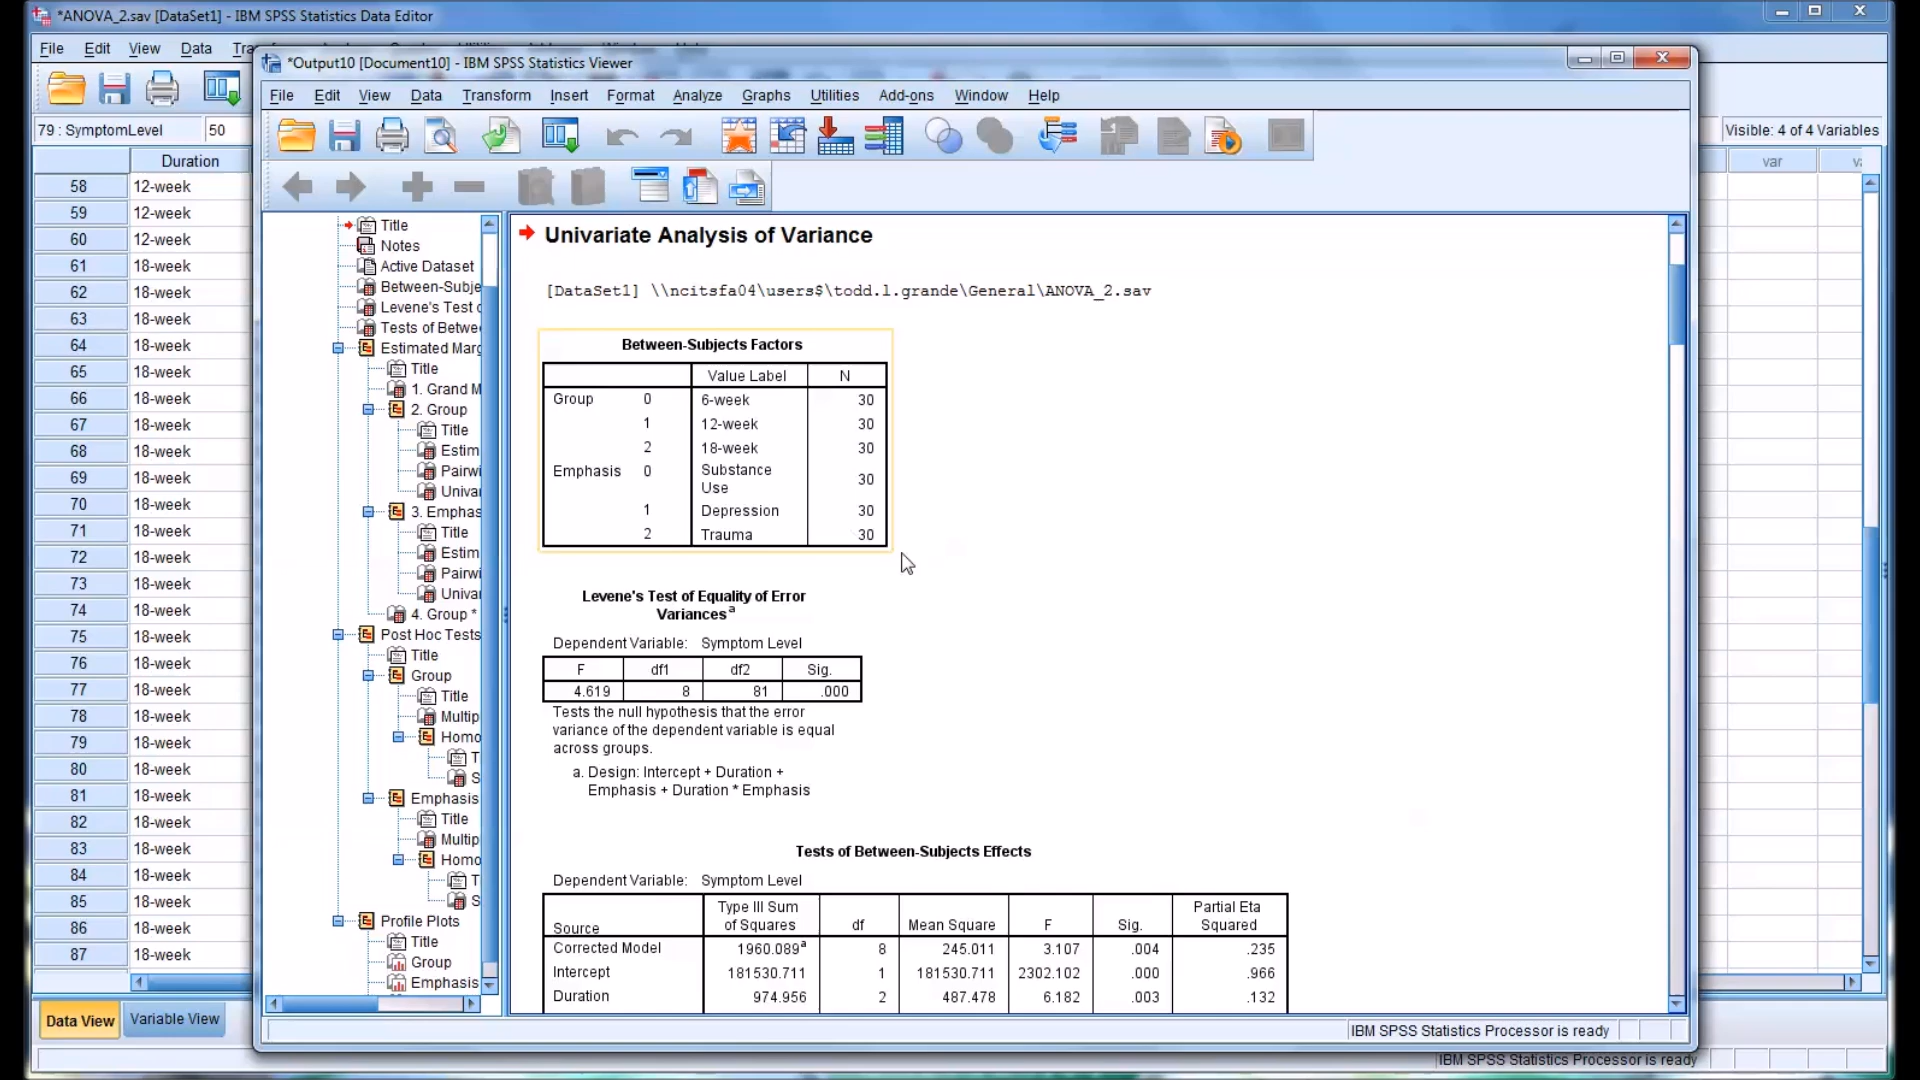 *ANOVA_2.sav [DataSet1] - IBM SPSS Statistics Data Editor
File Edit View Data
79 : SymptomLevel 50
Visible: 4 of 4 Variables
Duration
var
58 12-week
59 12-week
60 12-week
61 18-week
62 18-week
63 18-week
64 18-week
65 18-week
66 18-week
67 18-week
68 18-week
69 18-week
70 18-week
71 18-week
72 18-week
73 18-week
74 18-week
75 18-week
76 18-week
77 18-week
78 18-week
79 18-week
80 18-week
81 18-week
82 18-week
83 18-week
84 18-week
85 18-week
86 18-week
87 18-week
Data View Variable View
*Output10 [Document10] - IBM SPSS Statistics Viewer
File Edit View Data Transform Insert Format Analyze Graphs Utilities Add-ons Window Help
Title
Notes
Active Dataset
Between-Subje
Levene's Test o
Tests of Betwee
Estimated Marg
Title
1. Grand M
2. Group
Title
Estim
Pairwi
Univa
3. Emphas
Title
Estim
Pairwi
Univa
4. Group *
Post Hoc Tests
Title
Group
Title
Multip
Homo
T
S
Emphasis
Title
Multip
Homo
T
S
Profile Plots
Title
Group
Emphasis
Univariate Analysis of Variance
[DataSet1] \\ncitsfa04\users$\todd.l.grande\General\ANOVA_2.sav
Between-Subjects Factors
Value Label N
Group 0 6-week 30
1 12-week 30
2 18-week 30
Emphasis 0 Substance Use 30
1 Depression 30
2 Trauma 30
Levene's Test of Equality of Error
Variancesᵃ
Dependent Variable: Symptom Level
F df1 df2 Sig.
4.619 8 81 .000
Tests the null hypothesis that the error
variance of the dependent variable is equal
across groups.
a. Design: Intercept + Duration +
Emphasis + Duration * Emphasis
Tests of Between-Subjects Effects
Dependent Variable: Symptom Level
Source Type III Sum of Squares df Mean Square F Sig. Partial Eta Squared
Corrected Model 1960.089ᵃ 8 245.011 3.107 .004 .235
Intercept 181530.711 1 181530.711 2302.102 .000 .966
Duration 974.956 2 487.478 6.182 .003 .132
IBM SPSS Statistics Processor is ready
IBM SPSS Statistics Processor is ready